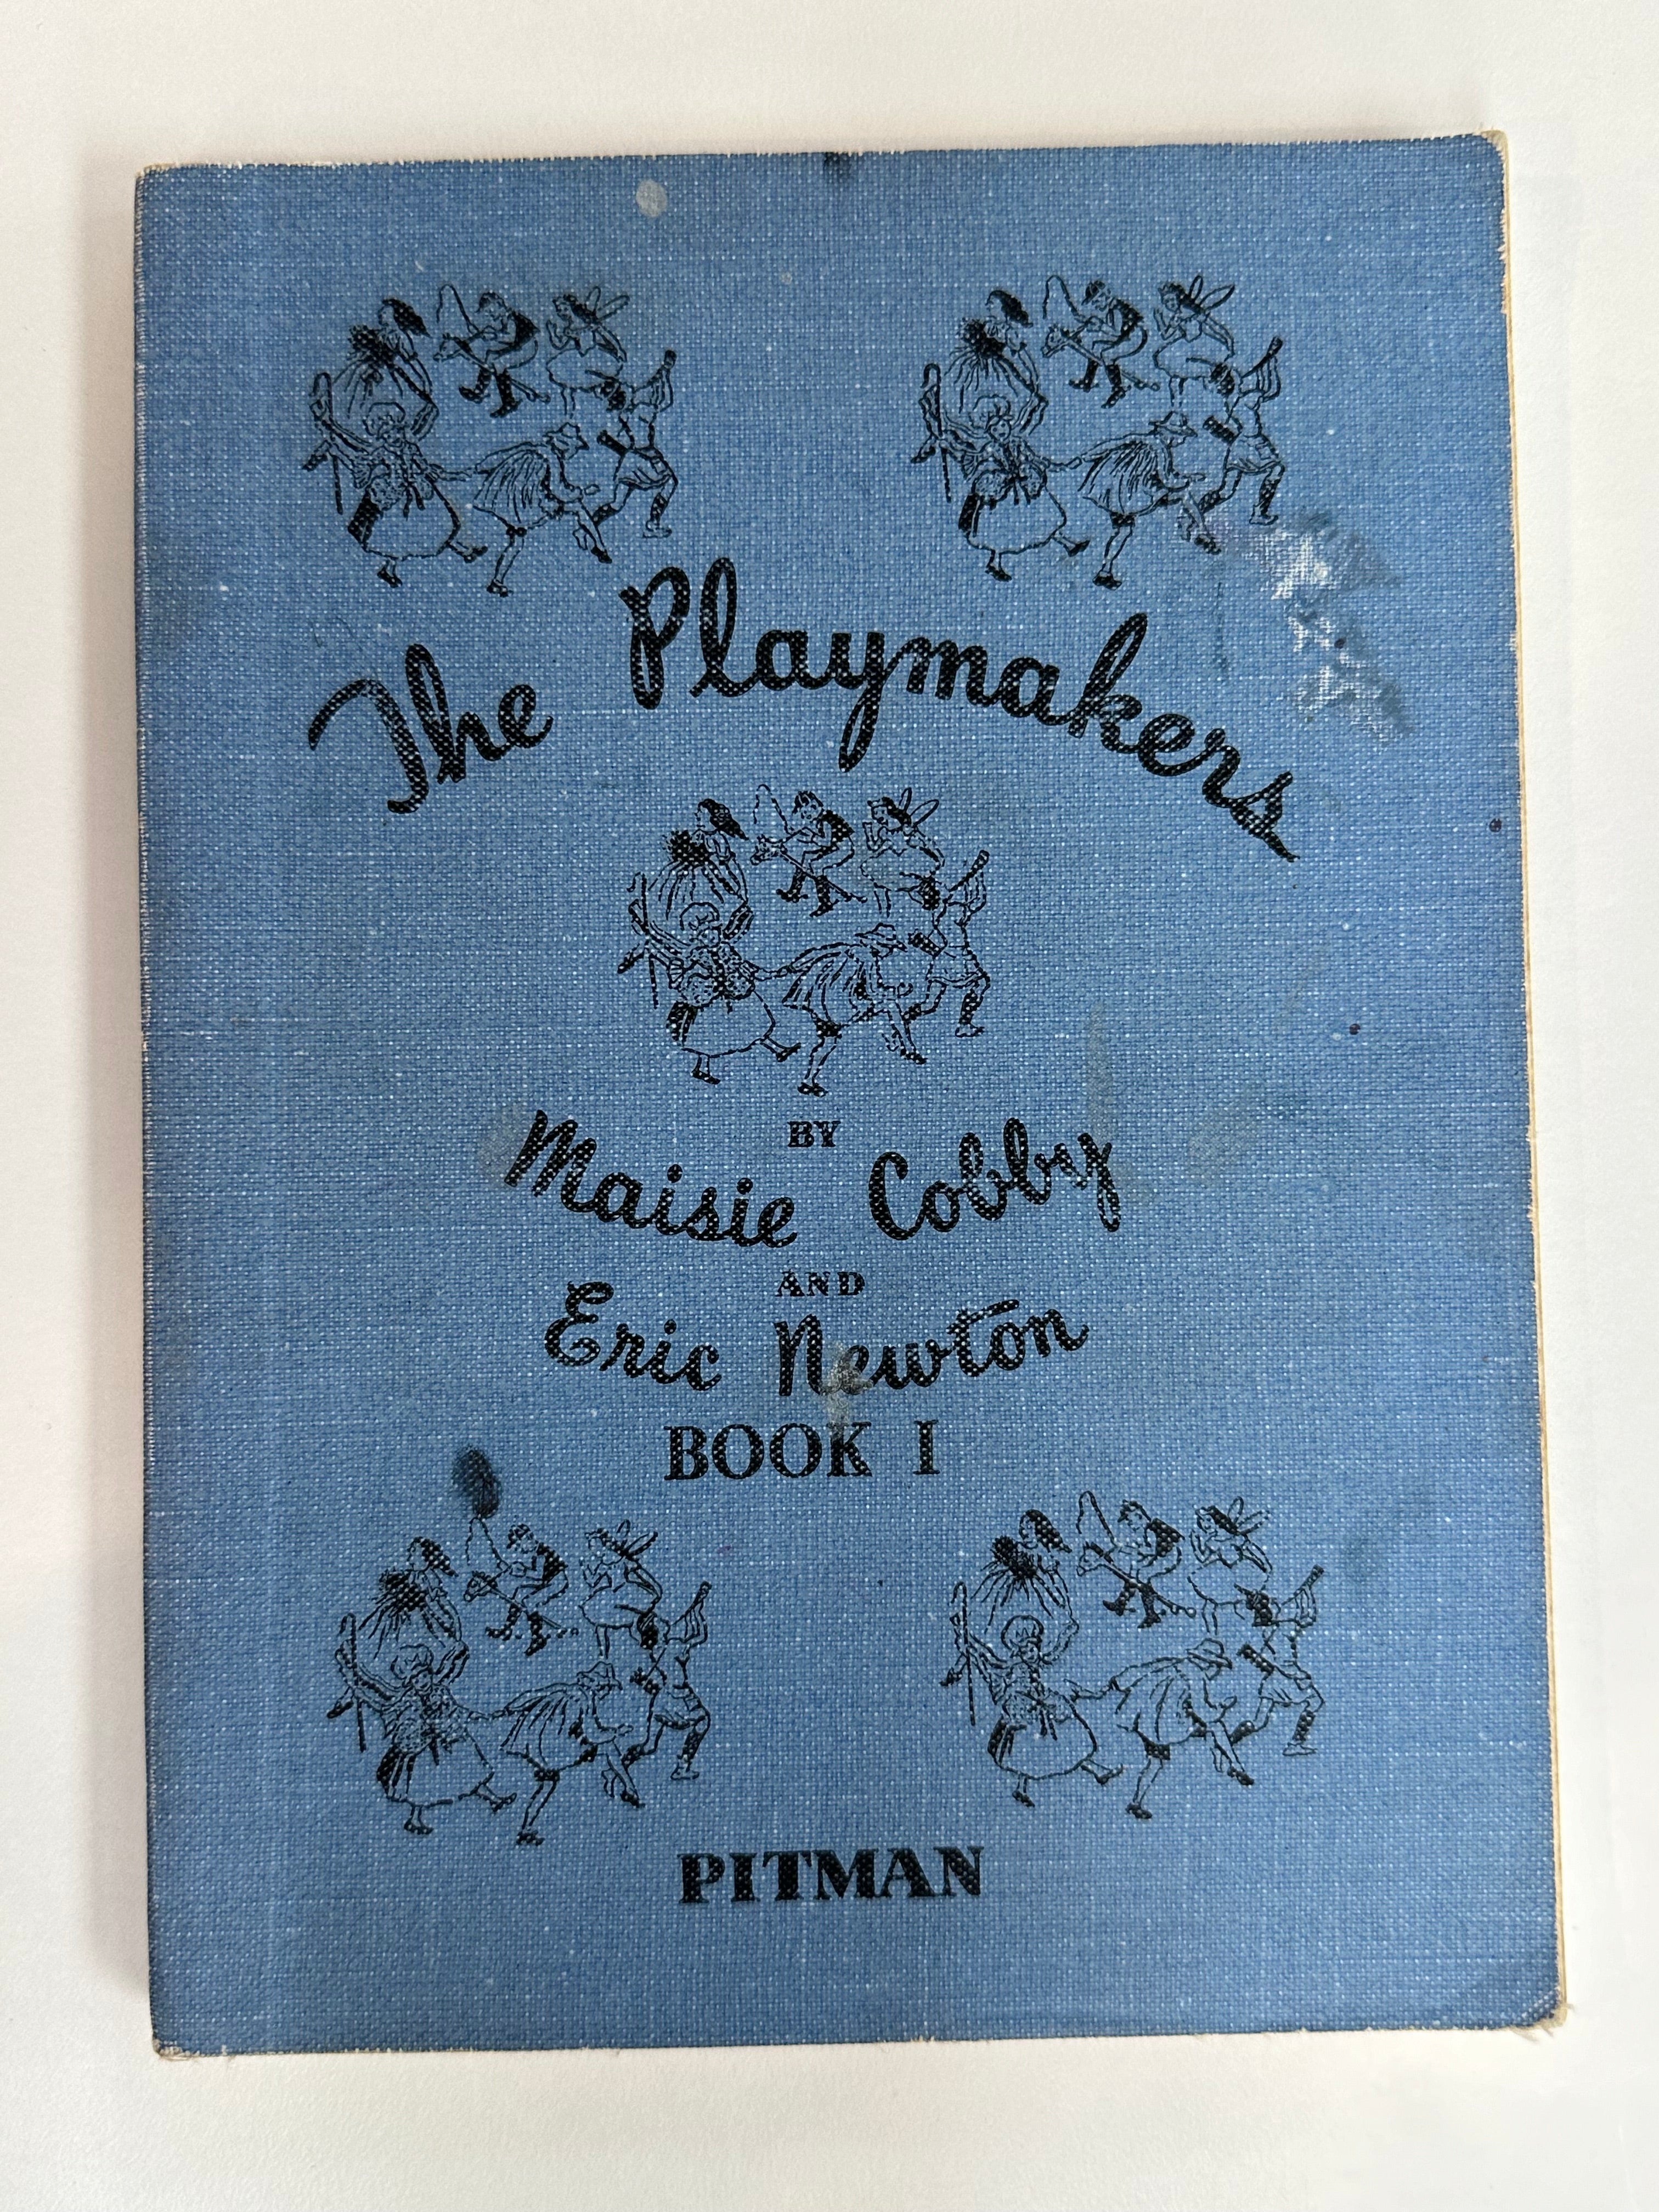 The Playmakers
BY
Maisie Cobby
AND
Eric Newton
BOOK I
PITMAN